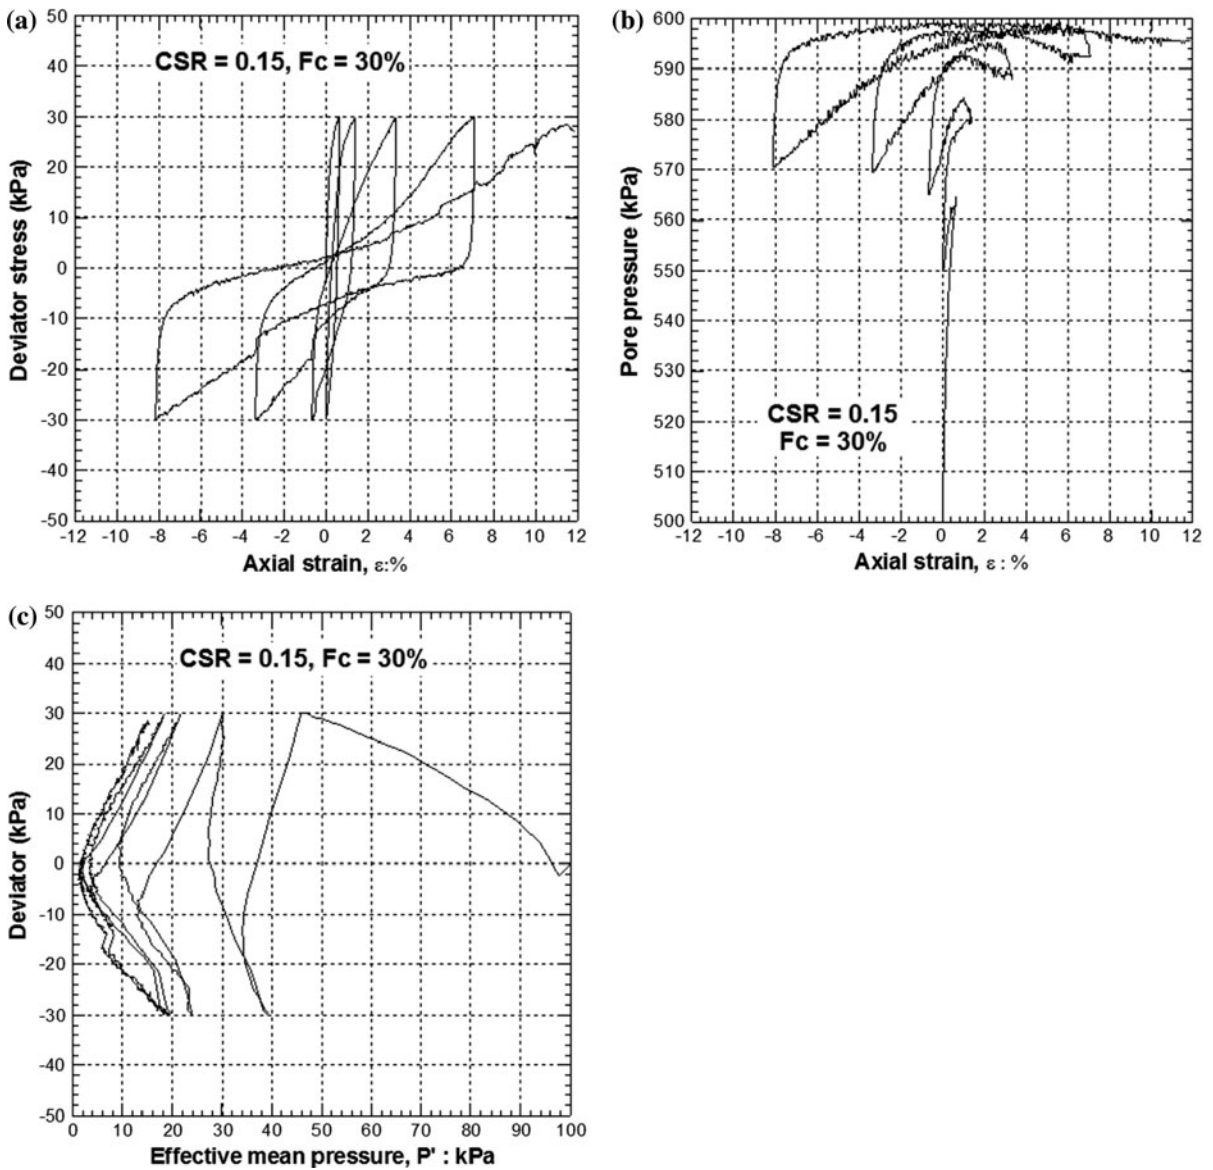 (a)
50
CSR = 0.15, Fc = 30%
40
30
20
10
0
-10
-20
-30
-40
-50
-12 -10 -8 -6 -4 -2 0 2 4 6 8 10 12
Deviator stress (kPa)
Axial strain, ε:%
(b)
600
590
580
570
560
550
540
530
520
510
500
CSR = 0.15
Fc = 30%
-12 -10 -8 -6 -4 -2 0 2 4 6 8 10 12
Pore pressure (kPa)
Axial strain, ε : %
(c)
50
CSR = 0.15, Fc = 30%
40
30
20
10
0
-10
-20
-30
-40
-50
0 10 20 30 40 50 60 70 80 90 100
Deviator (kPa)
Effective mean pressure, P' : kPa